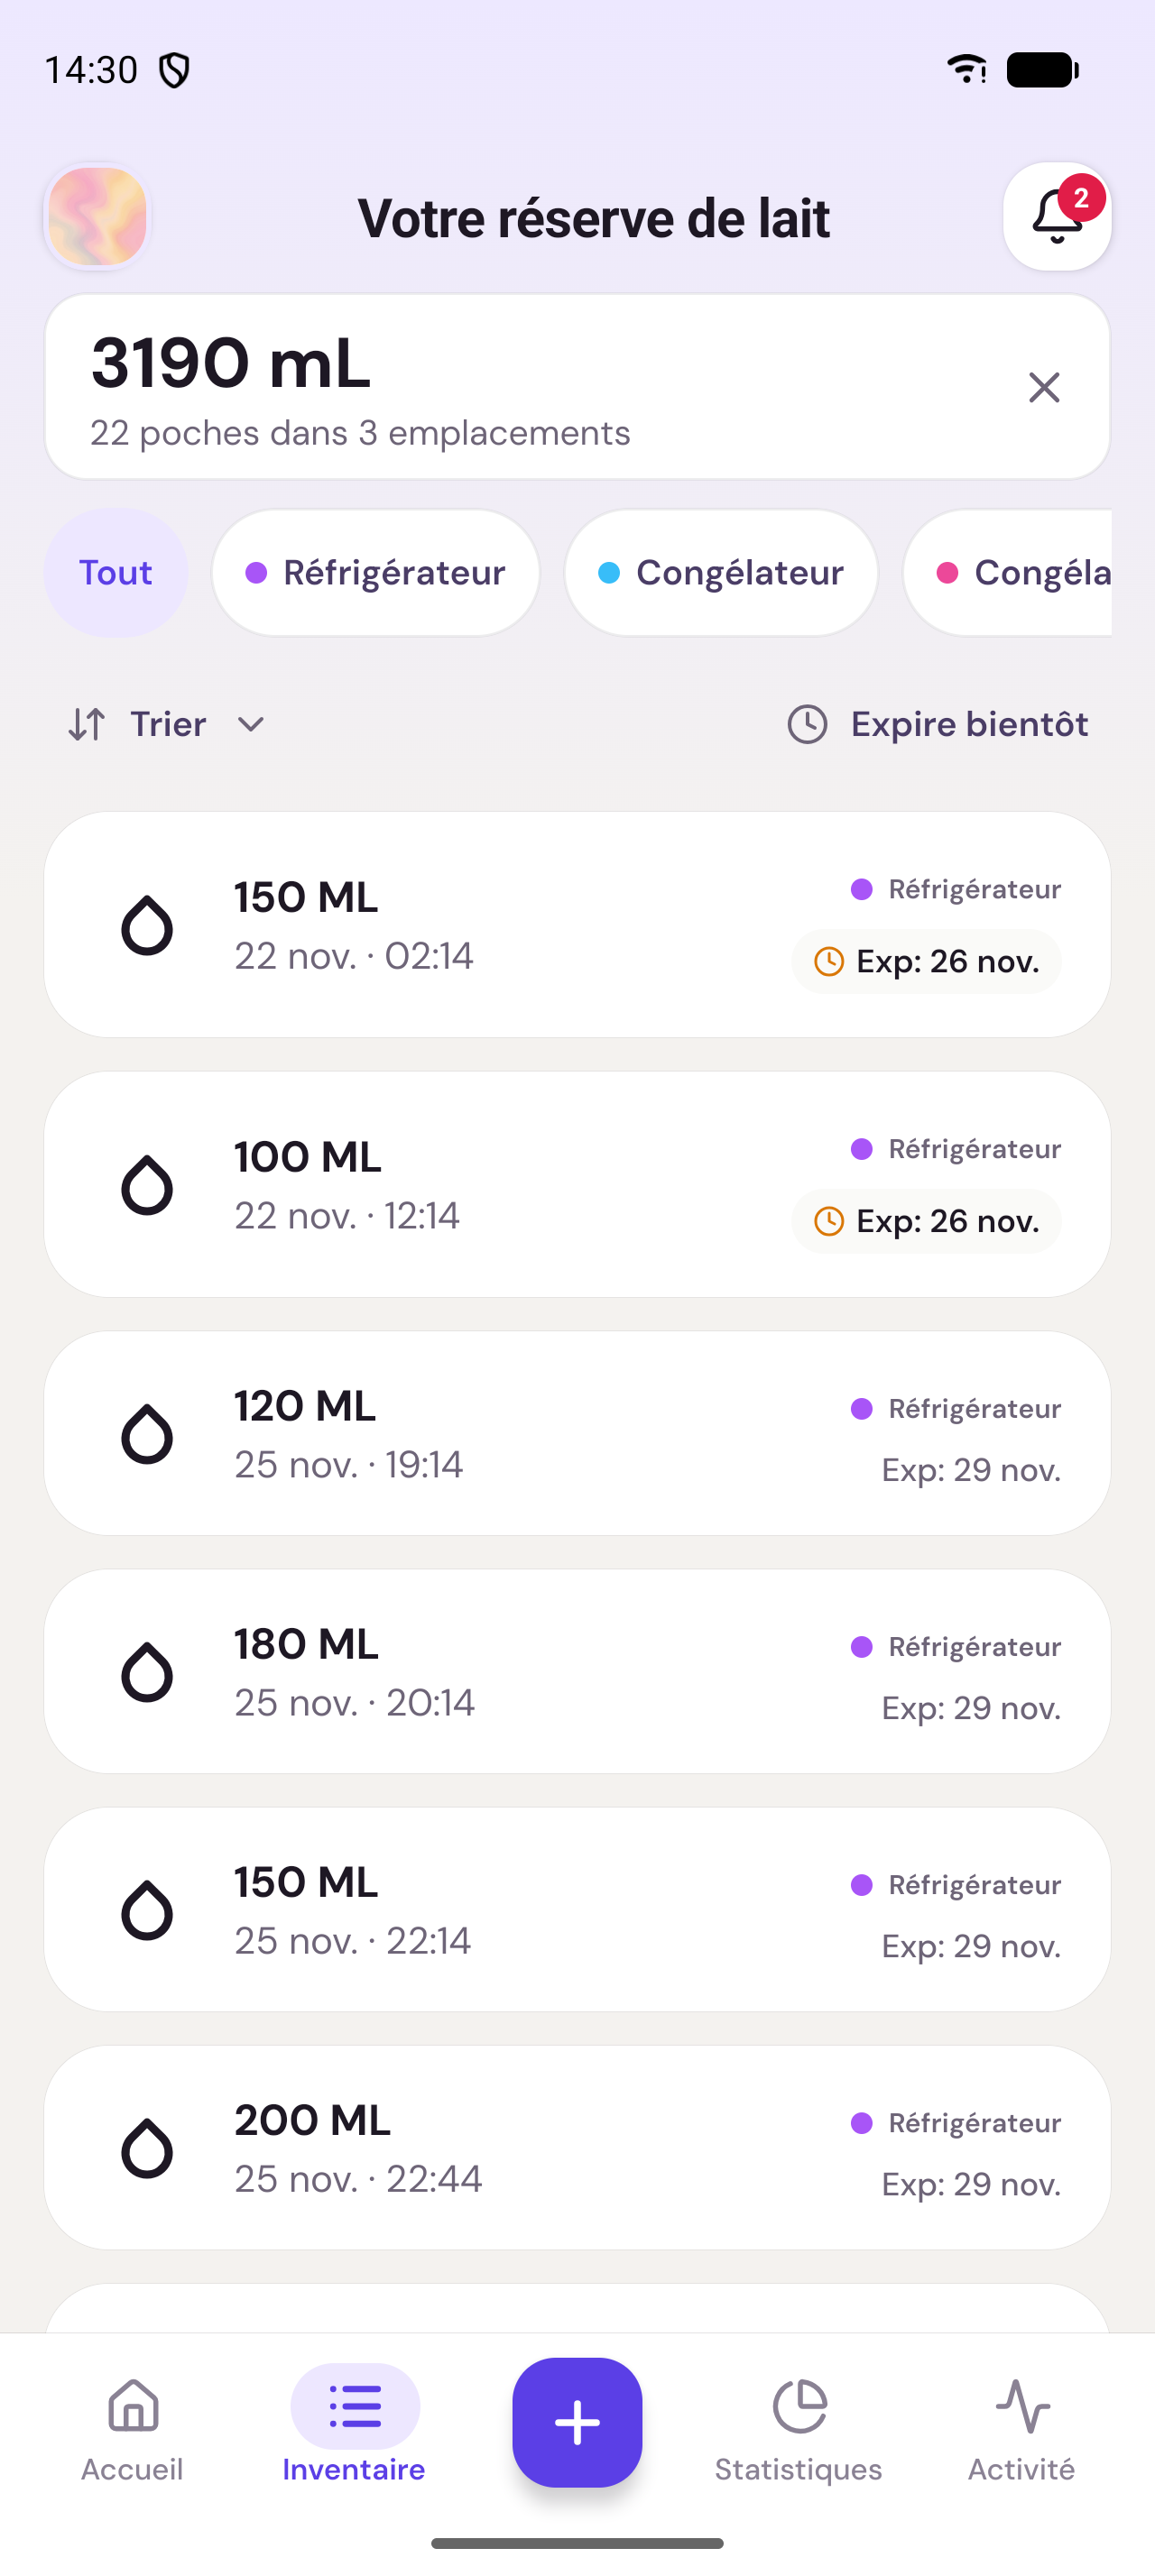 14:30
Votre réserve de lait
2
3190 mL
22 poches dans 3 emplacements
Tout
Réfrigérateur
Congélateur
Congéla
Trier
Expire bientôt
150 ML
22 nov. · 02:14
Réfrigérateur
Exp: 26 nov.
100 ML
22 nov. · 12:14
Réfrigérateur
Exp: 26 nov.
120 ML
25 nov. · 19:14
Réfrigérateur
Exp: 29 nov.
180 ML
25 nov. · 20:14
Réfrigérateur
Exp: 29 nov.
150 ML
25 nov. · 22:14
Réfrigérateur
Exp: 29 nov.
200 ML
25 nov. · 22:44
Réfrigérateur
Exp: 29 nov.
Accueil
Inventaire
Statistiques
Activité